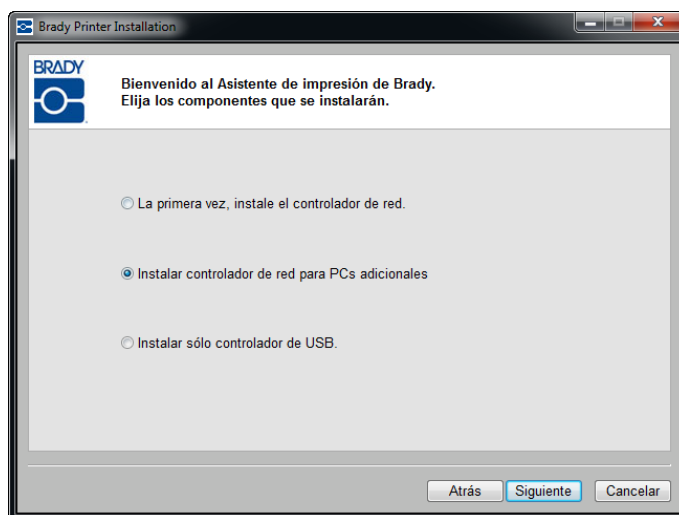 Brady Printer Installation
BRADY
Bienvenido al Asistente de impresión de Brady.
Elija los componentes que se instalarán.
La primera vez, instale el controlador de red.
Instalar controlador de red para PCs adicionales
Instalar sólo controlador de USB.
Atrás
Siguiente
Cancelar